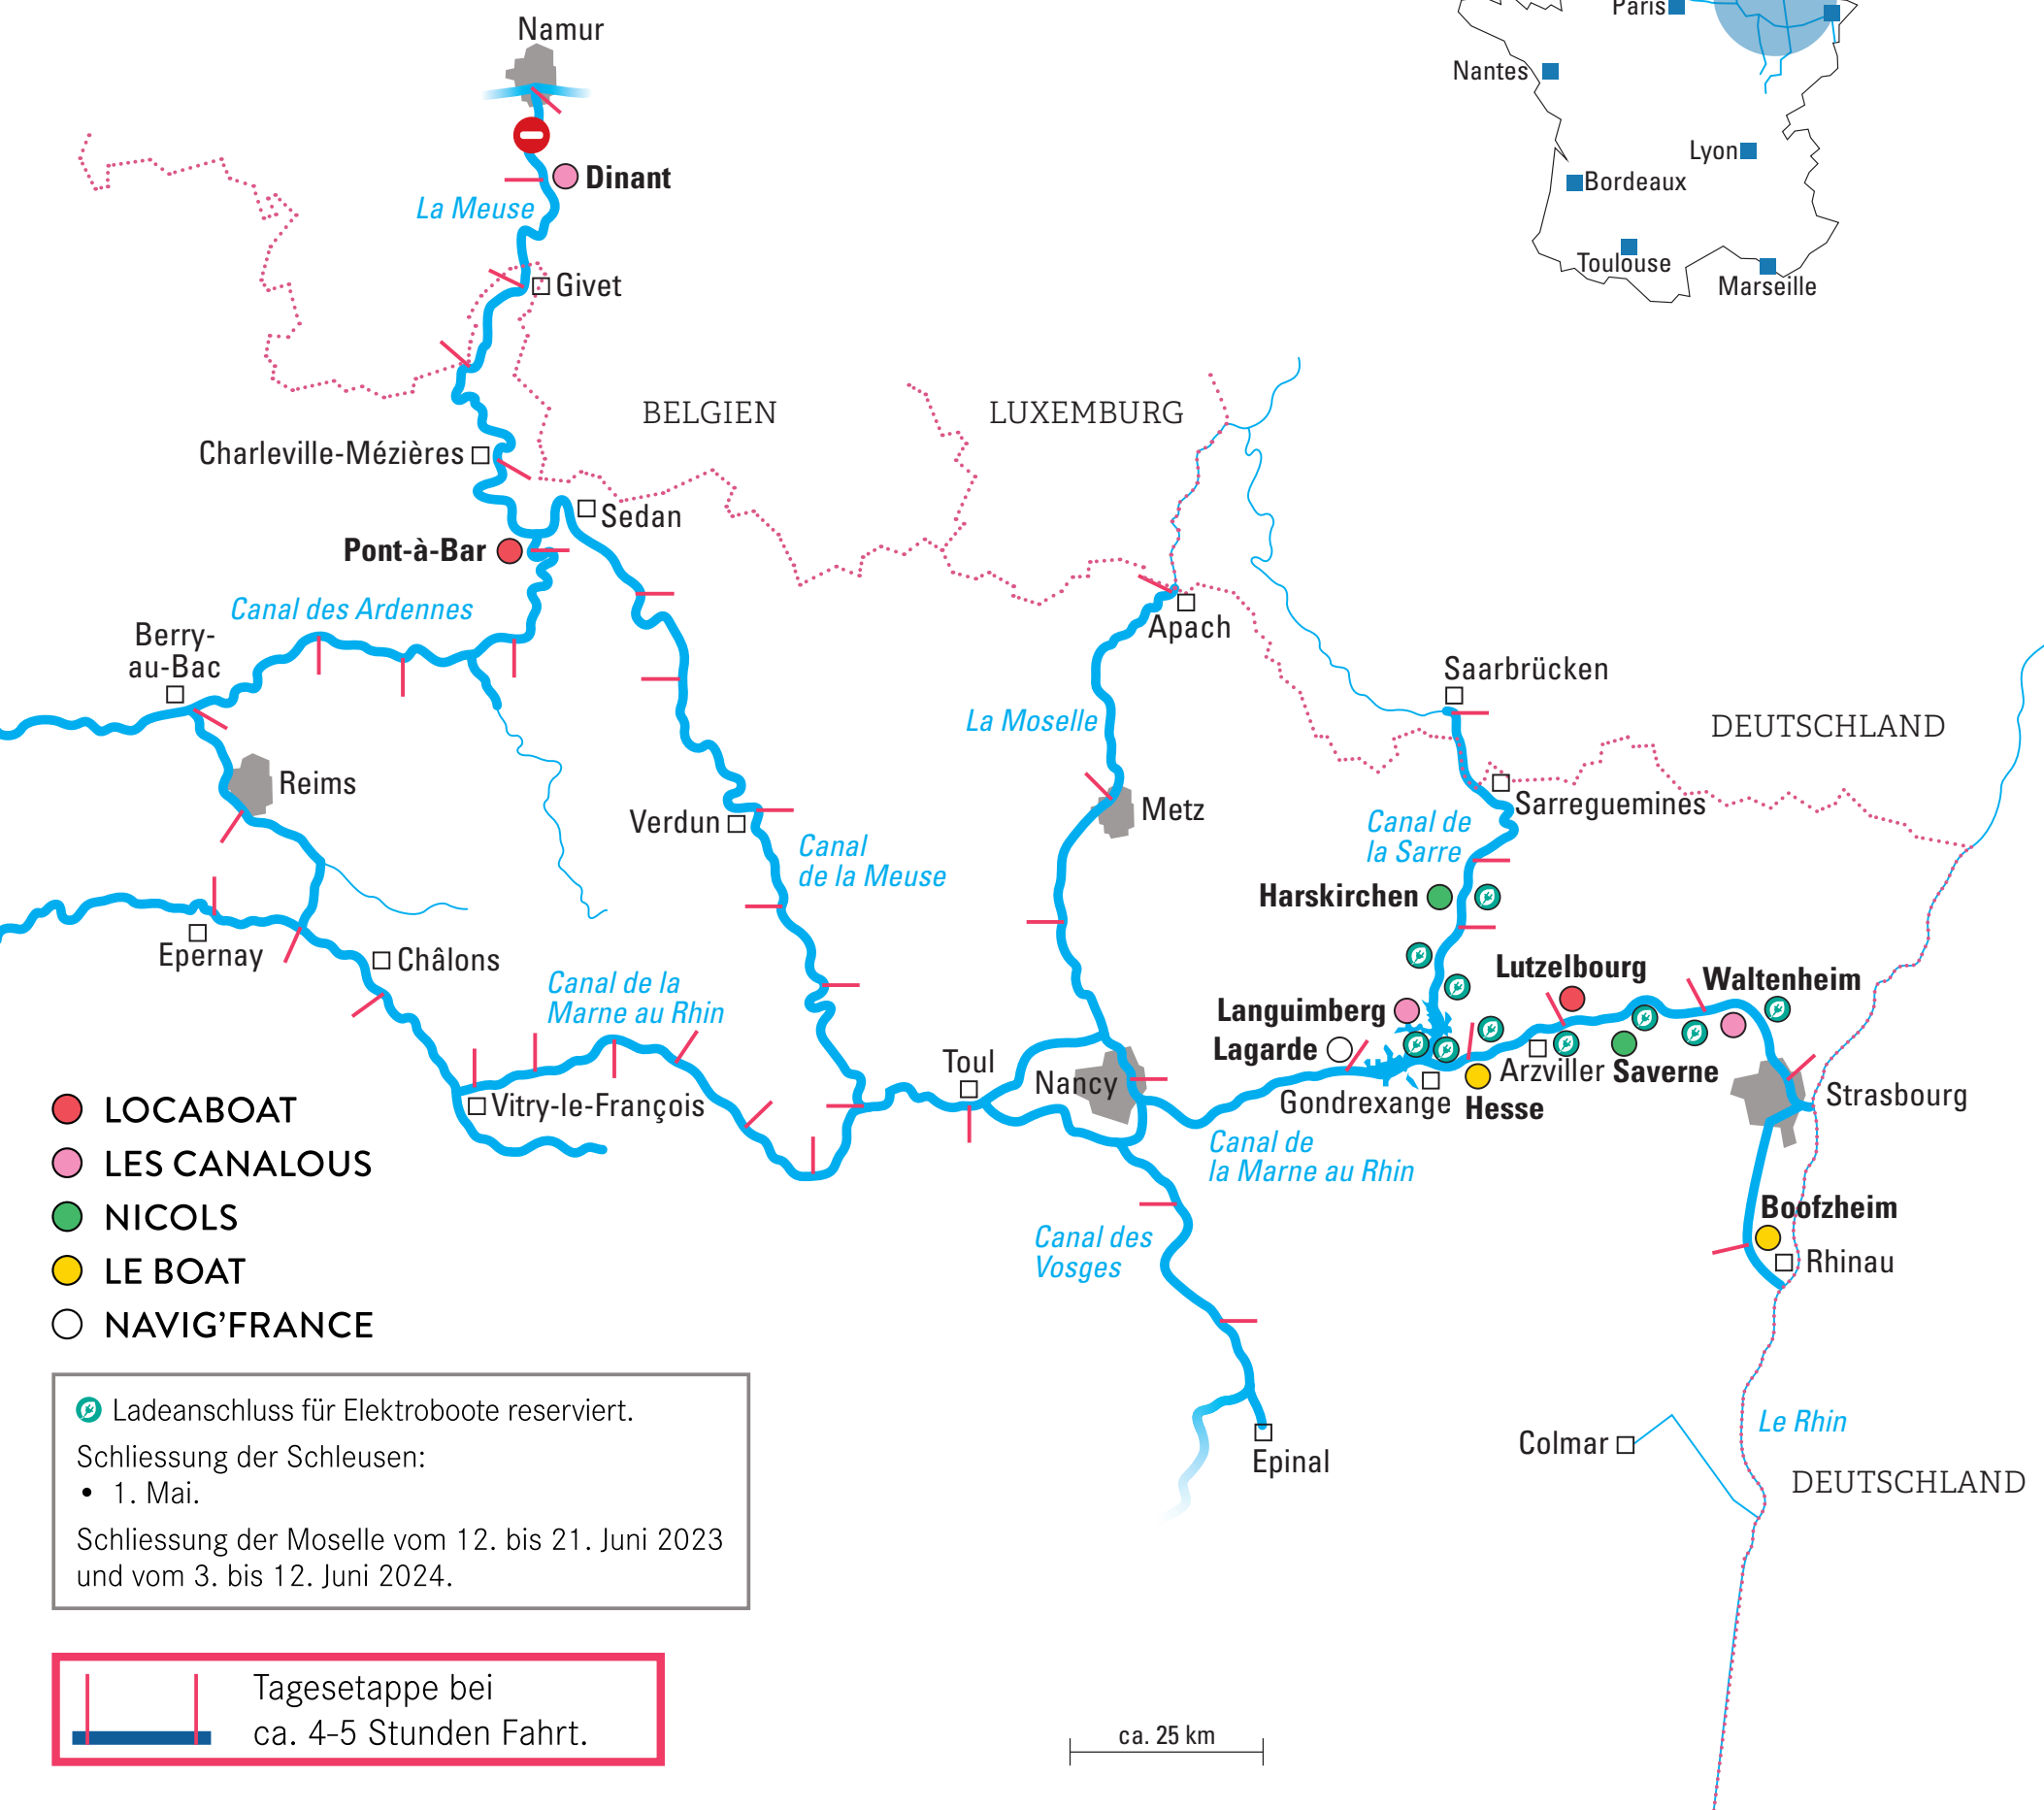 Paris
Namur
Nantes
Lyon
Dinant
Bordeaux
La Meuse
Toulouse
Givet
Marseille
BELGIEN
LUXEMBURG
Charleville-Mézières
Sedan
Pont-à-Bar
Canal des Ardennes
Apach
Berry-
au-Bac
Saarbrücken
La Moselle
DEUTSCHLAND
Reims
Metz
Sarreguemines
Verdun
Canal de
la Sarre
Canal
de la Meuse
Harskirchen
Epernay
Châlons
Lutzelbourg
Waltenheim
Canal de la
Marne au Rhin
Languimberg
Lagarde
Toul
Nancy
Arzviller
Saverne
Strasbourg
Gondrexange
Hesse
Vitry-le-François
LOCABOAT
LES CANALOUS
NICOLS
LE BOAT
NAVIG’FRANCE
Canal de
la Marne au Rhin
Boofzheim
Canal des
Vosges
Rhinau
Ladeanschluss für Elektroboote reserviert.
Schliessung der Schleusen:
• 1. Mai.
Schliessung der Moselle vom 12. bis 21. Juni 2023
und vom 3. bis 12. Juni 2024.
Le Rhin
Colmar
Epinal
DEUTSCHLAND
Tagesetappe bei
ca. 4–5 Stunden Fahrt.
ca. 25 km